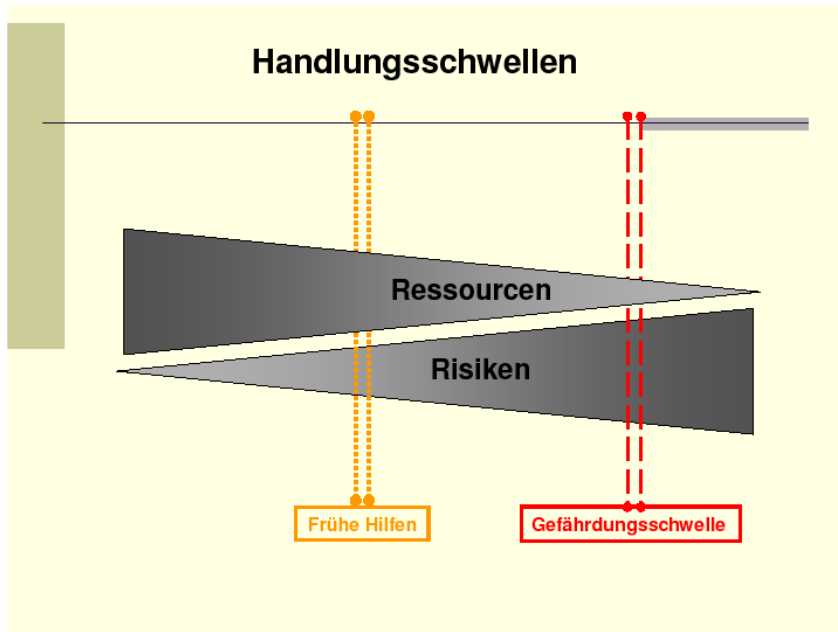 Handlungsschwellen
Ressourcen
Risiken
Frühe Hilfen
Gefährdungsschwelle